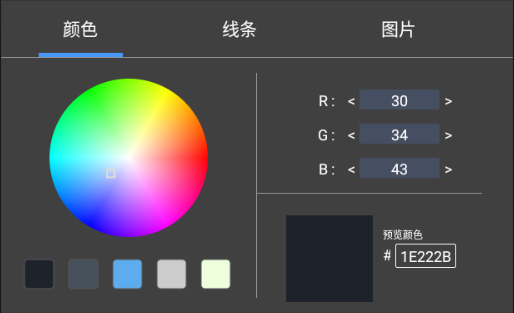 颜色 线条 图片
R: < 30 >
G: < 34 >
B: < 43 >
预览颜色
# 1E222B